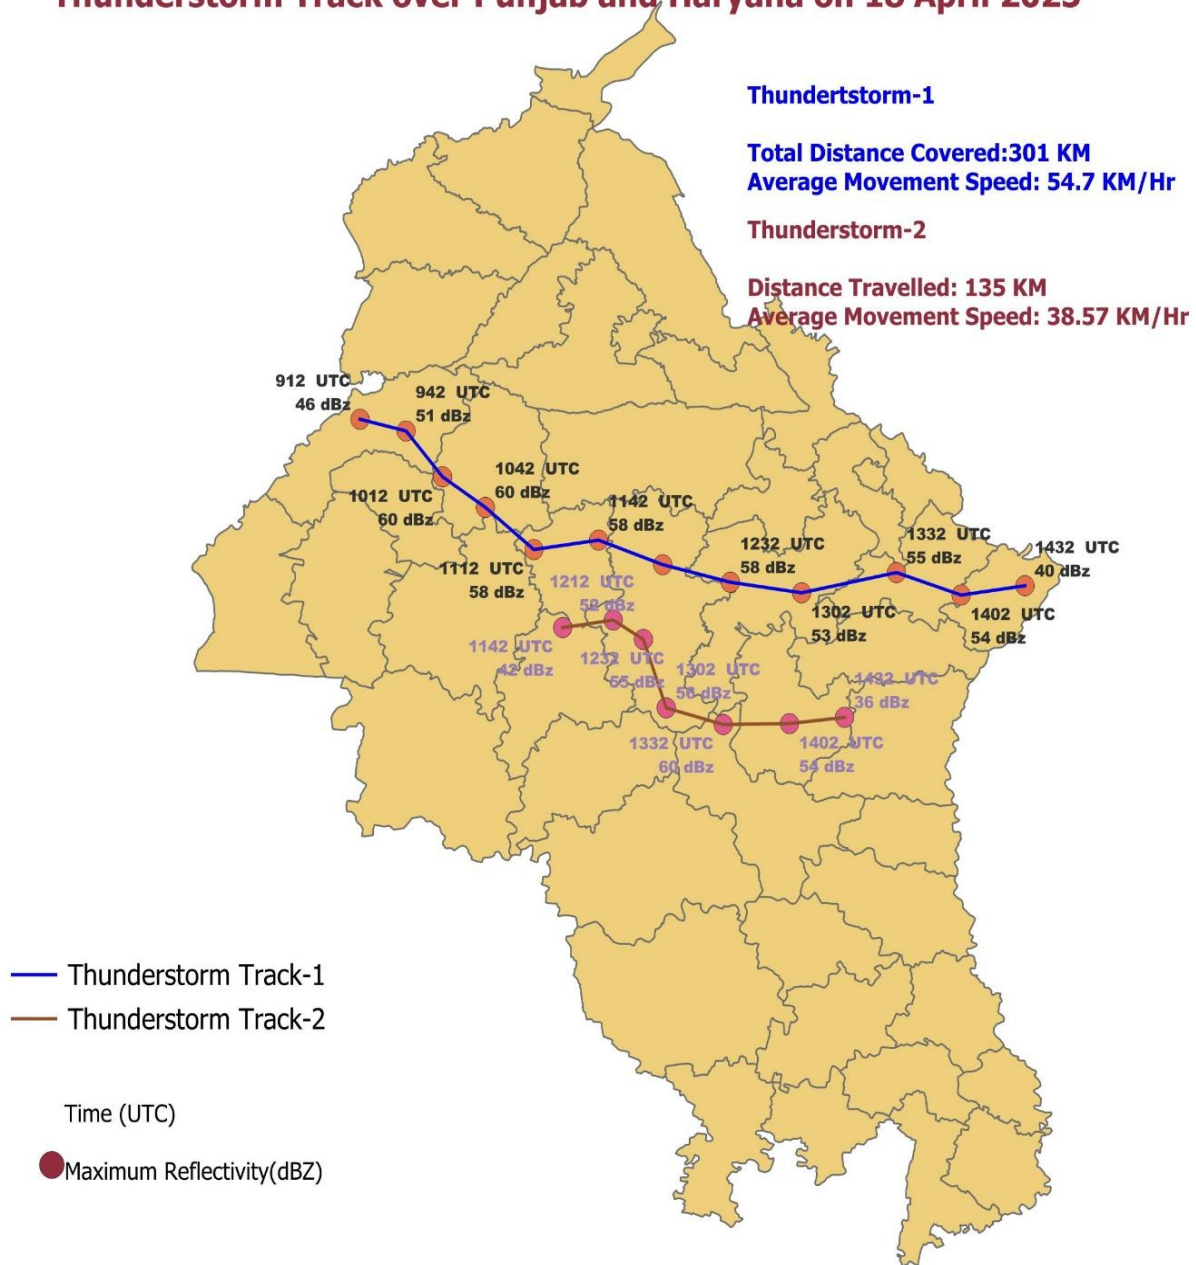 Thunderstorm Track over Punjab and Haryana on 18 April 2025
Thundertstorm-1
Total Distance Covered:301 KM
Average Movement Speed: 54.7 KM/Hr
Thunderstorm-2
Distance Travelled: 135 KM
Average Movement Speed: 38.57 KM/Hr
912 UTC
46 dBz
942 UTC
51 dBz
1012 UTC
60 dBz
1042 UTC
60 dBz
1112 UTC
58 dBz
1142 UTC
58 dBz
1232 UTC
58 dBz
1302 UTC
53 dBz
1332 UTC
55 dBz
1402 UTC
54 dBz
1432 UTC
40 dBz
1142 UTC
42 dBz
1212 UTC
52 dBz
1232 UTC
55 dBz
1302 UTC
56 dBz
1332 UTC
60 dBz
1402 UTC
54 dBz
1432 UTC
36 dBz
Thunderstorm Track-1
Thunderstorm Track-2
Time (UTC)
Maximum Reflectivity(dBZ)